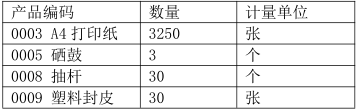 产品编码 数量 计量单位
0003 A4 打印纸 3250 张
0005 硒鼓 3 个
0008 抽杆 30 个
0009 塑料封皮 30 张